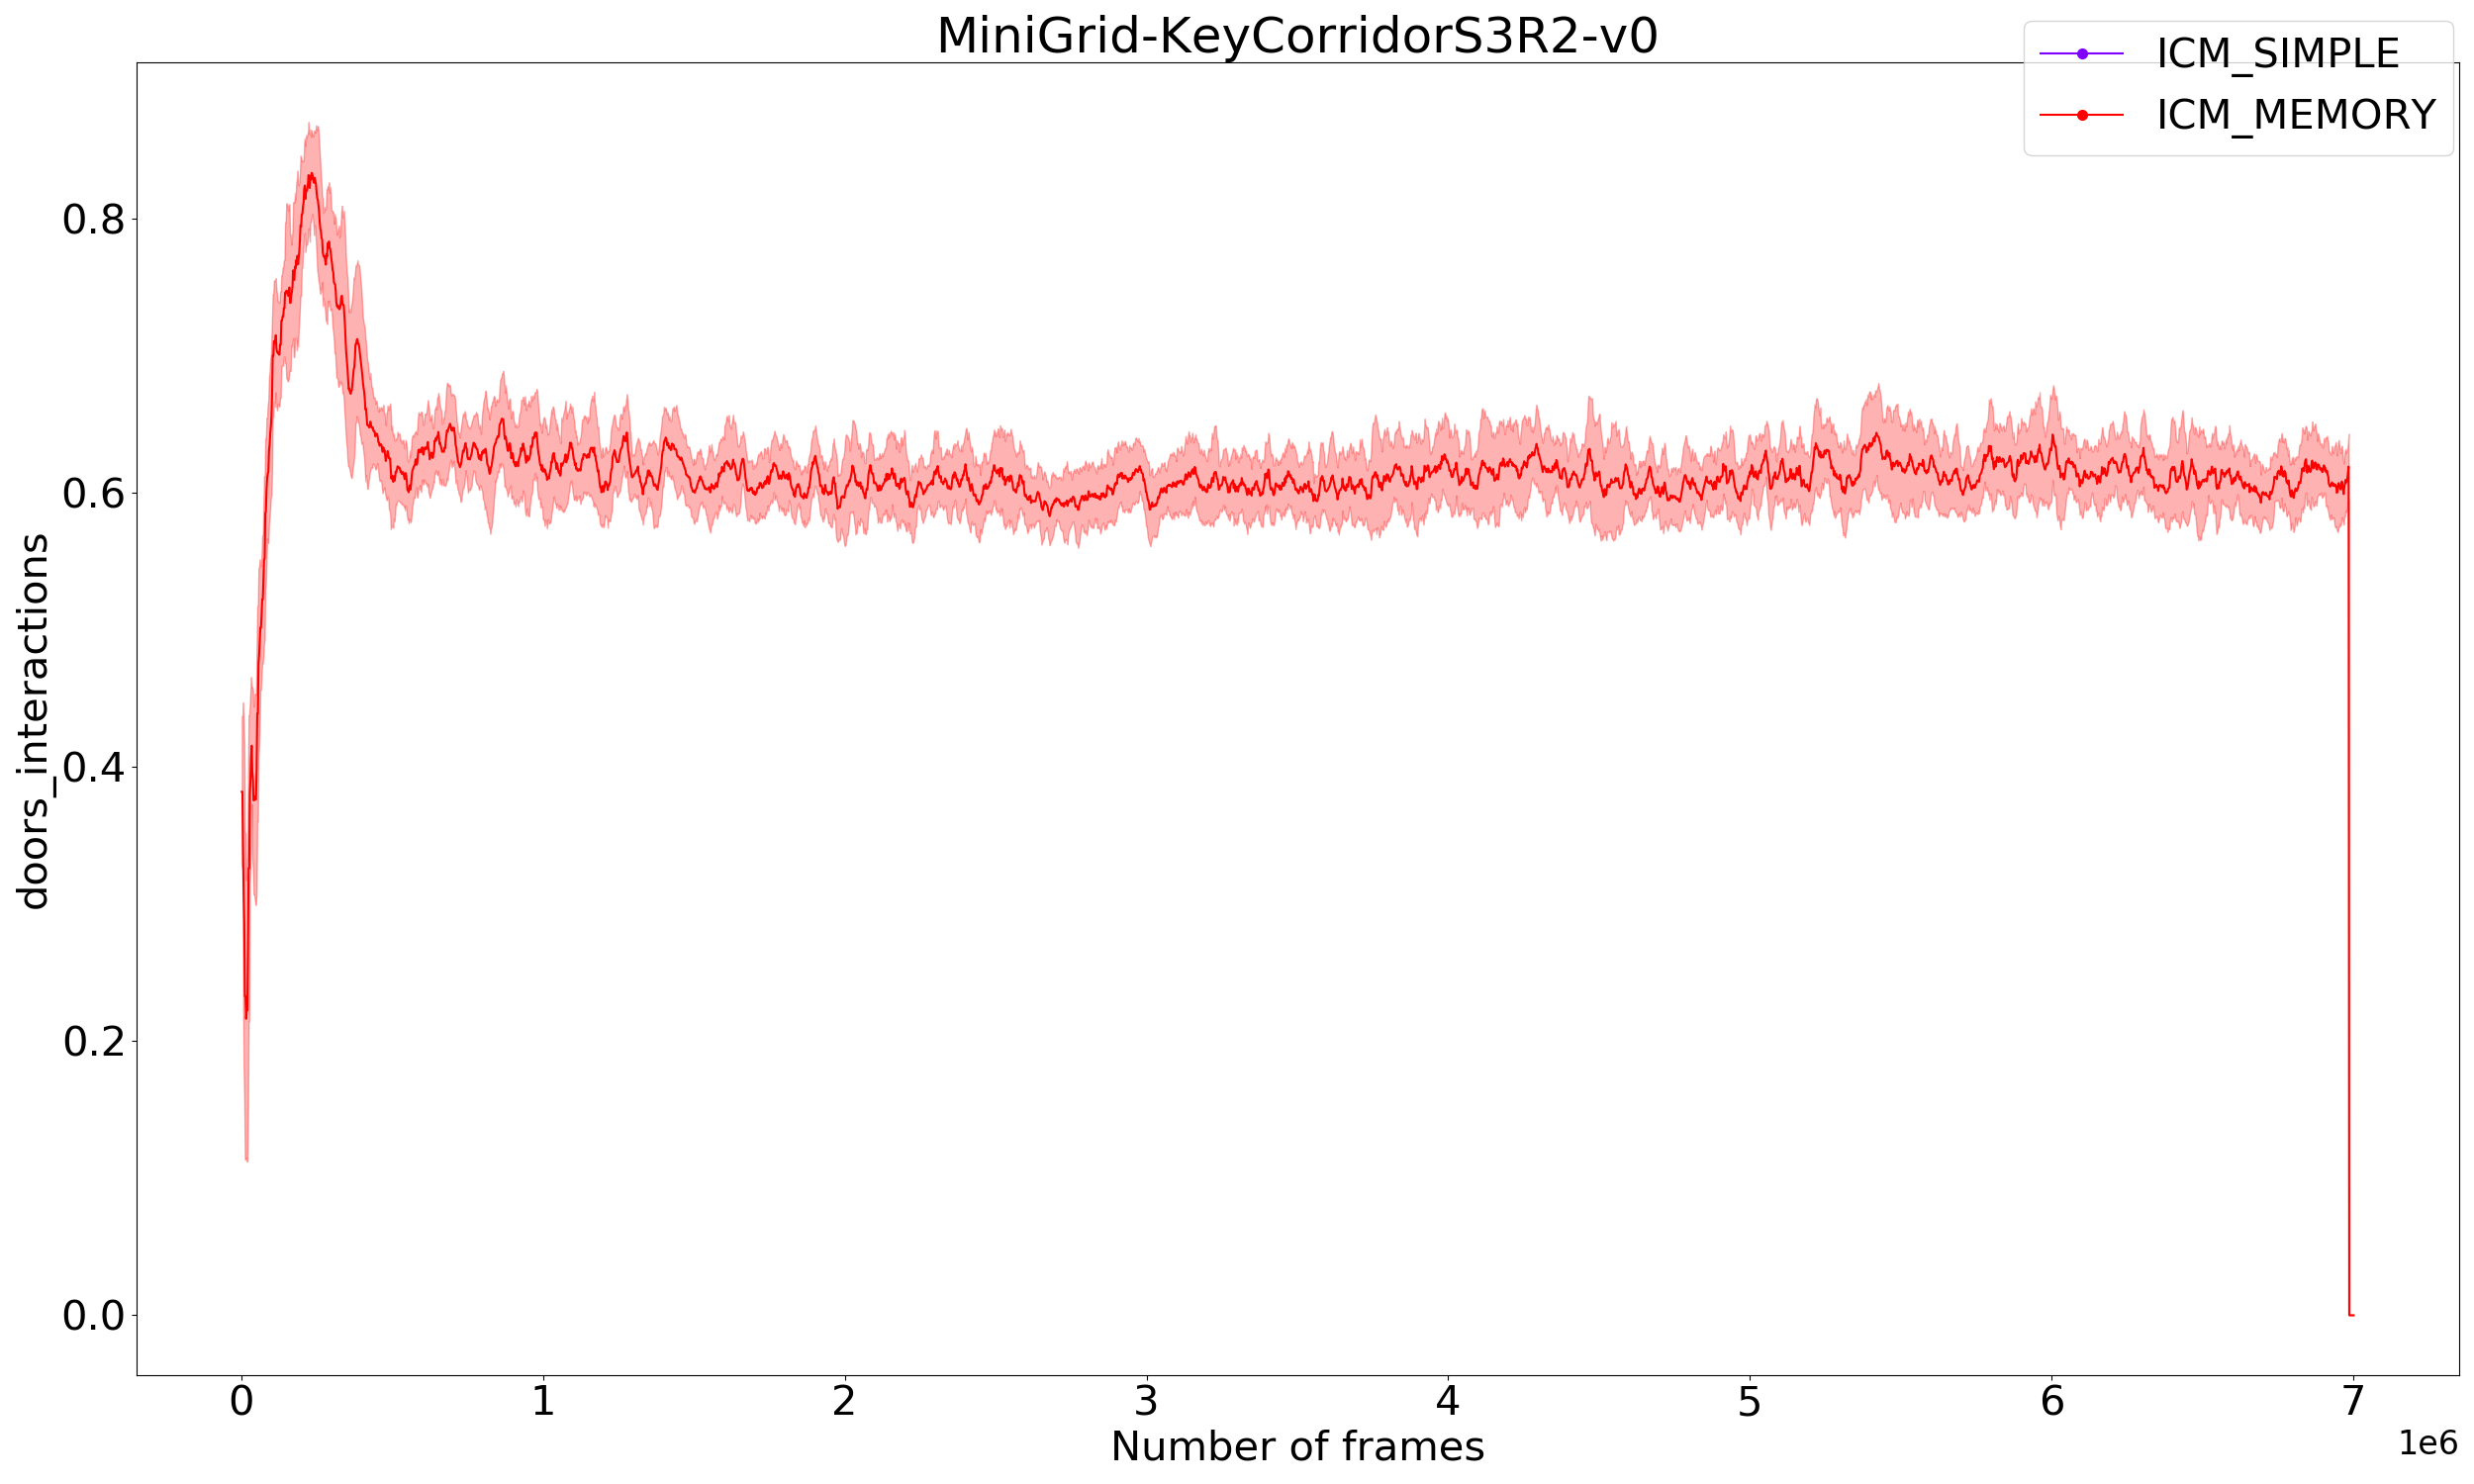 MiniGrid-KeyCorridorS3R2-v0
ICM_SIMPLE
ICM_MEMORY
doors_interactions
0.8
0.6
0.4
0.2
0.0
0 1 2 3 4 5 6 7
Number of frames
1e6